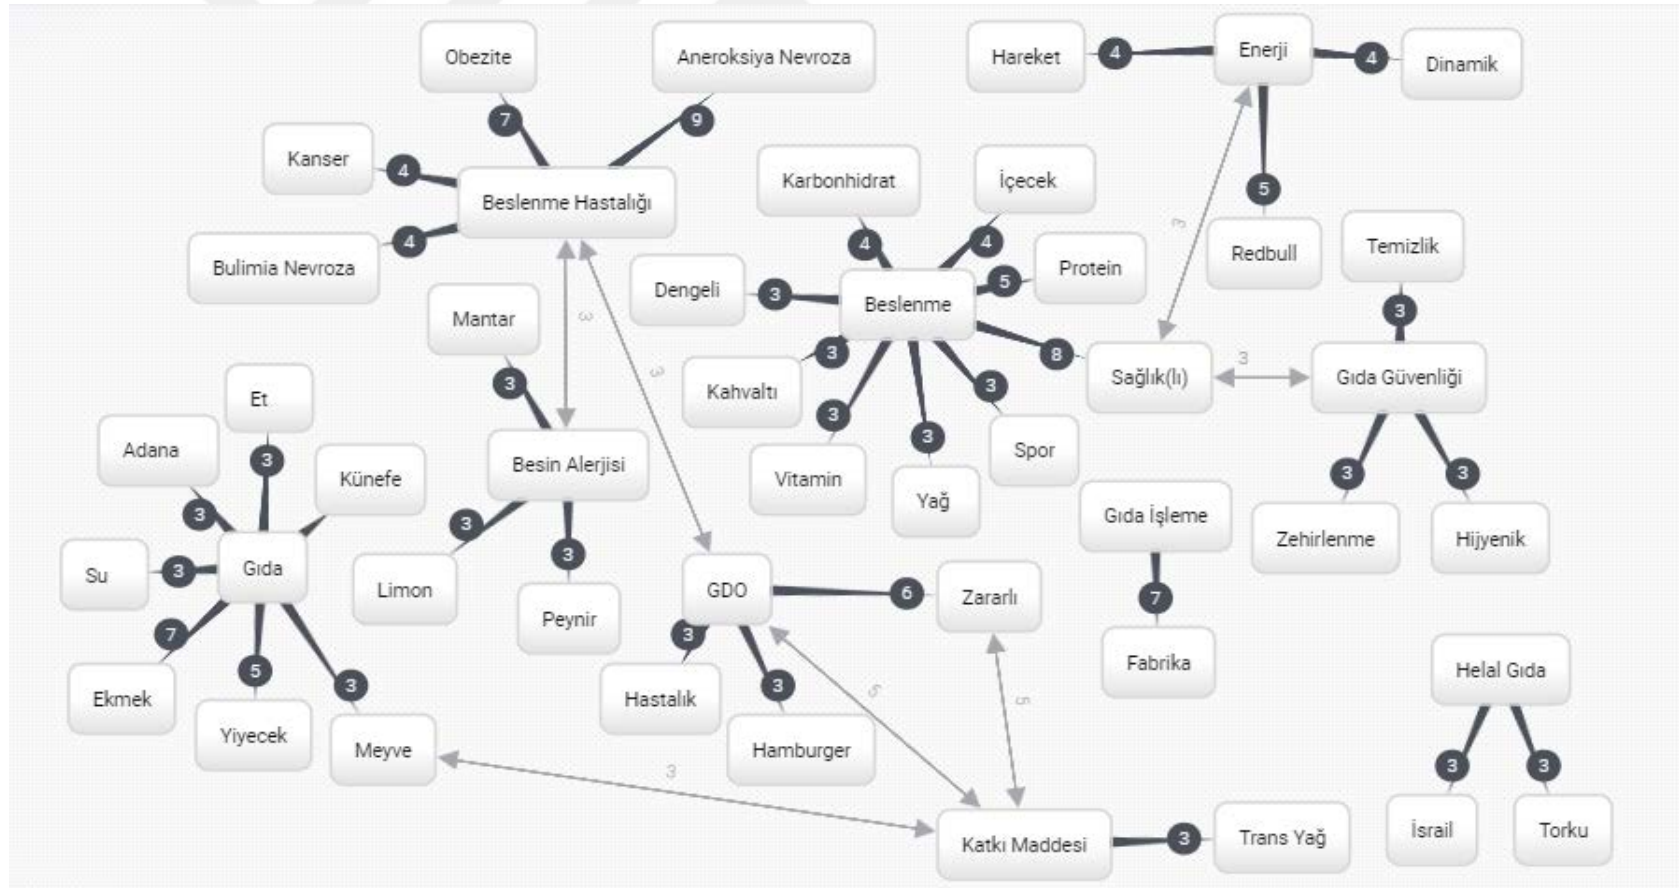 Obezite
Aneroksiya Nevroza
Hareket
4
Enerji
4
Dinamik
7
9
Kanser
4
Beslenme Hastalığı
4
Bulimia Nevroza
Karbonhidrat
İçecek
3
5
Redbull
Temizlik
4
4
Dengeli
3
Beslenme
5
Protein
3
Mantar
3
3
3
Kahvaltı
3
8
Sağlık(lı)
3
Gıda Güvenliği
3
3
3
Vitamin
Yağ
Spor
Et
3
Adana
3
Künefe
Besin Alerjisi
3
3
Zehirlenme
3
Hijyenik
Su
3
Gıda
Limon
3
Peynir
Gıda İşleme
7
Fabrika
GDO
6
Zararlı
7
5
3
Ekmek
Yiyecek
Meyve
3
3
Hastalık
Hamburger
5
5
3
Katkı Maddesi
3
Trans Yağ
Helal Gıda
3
3
İsrail
Torku